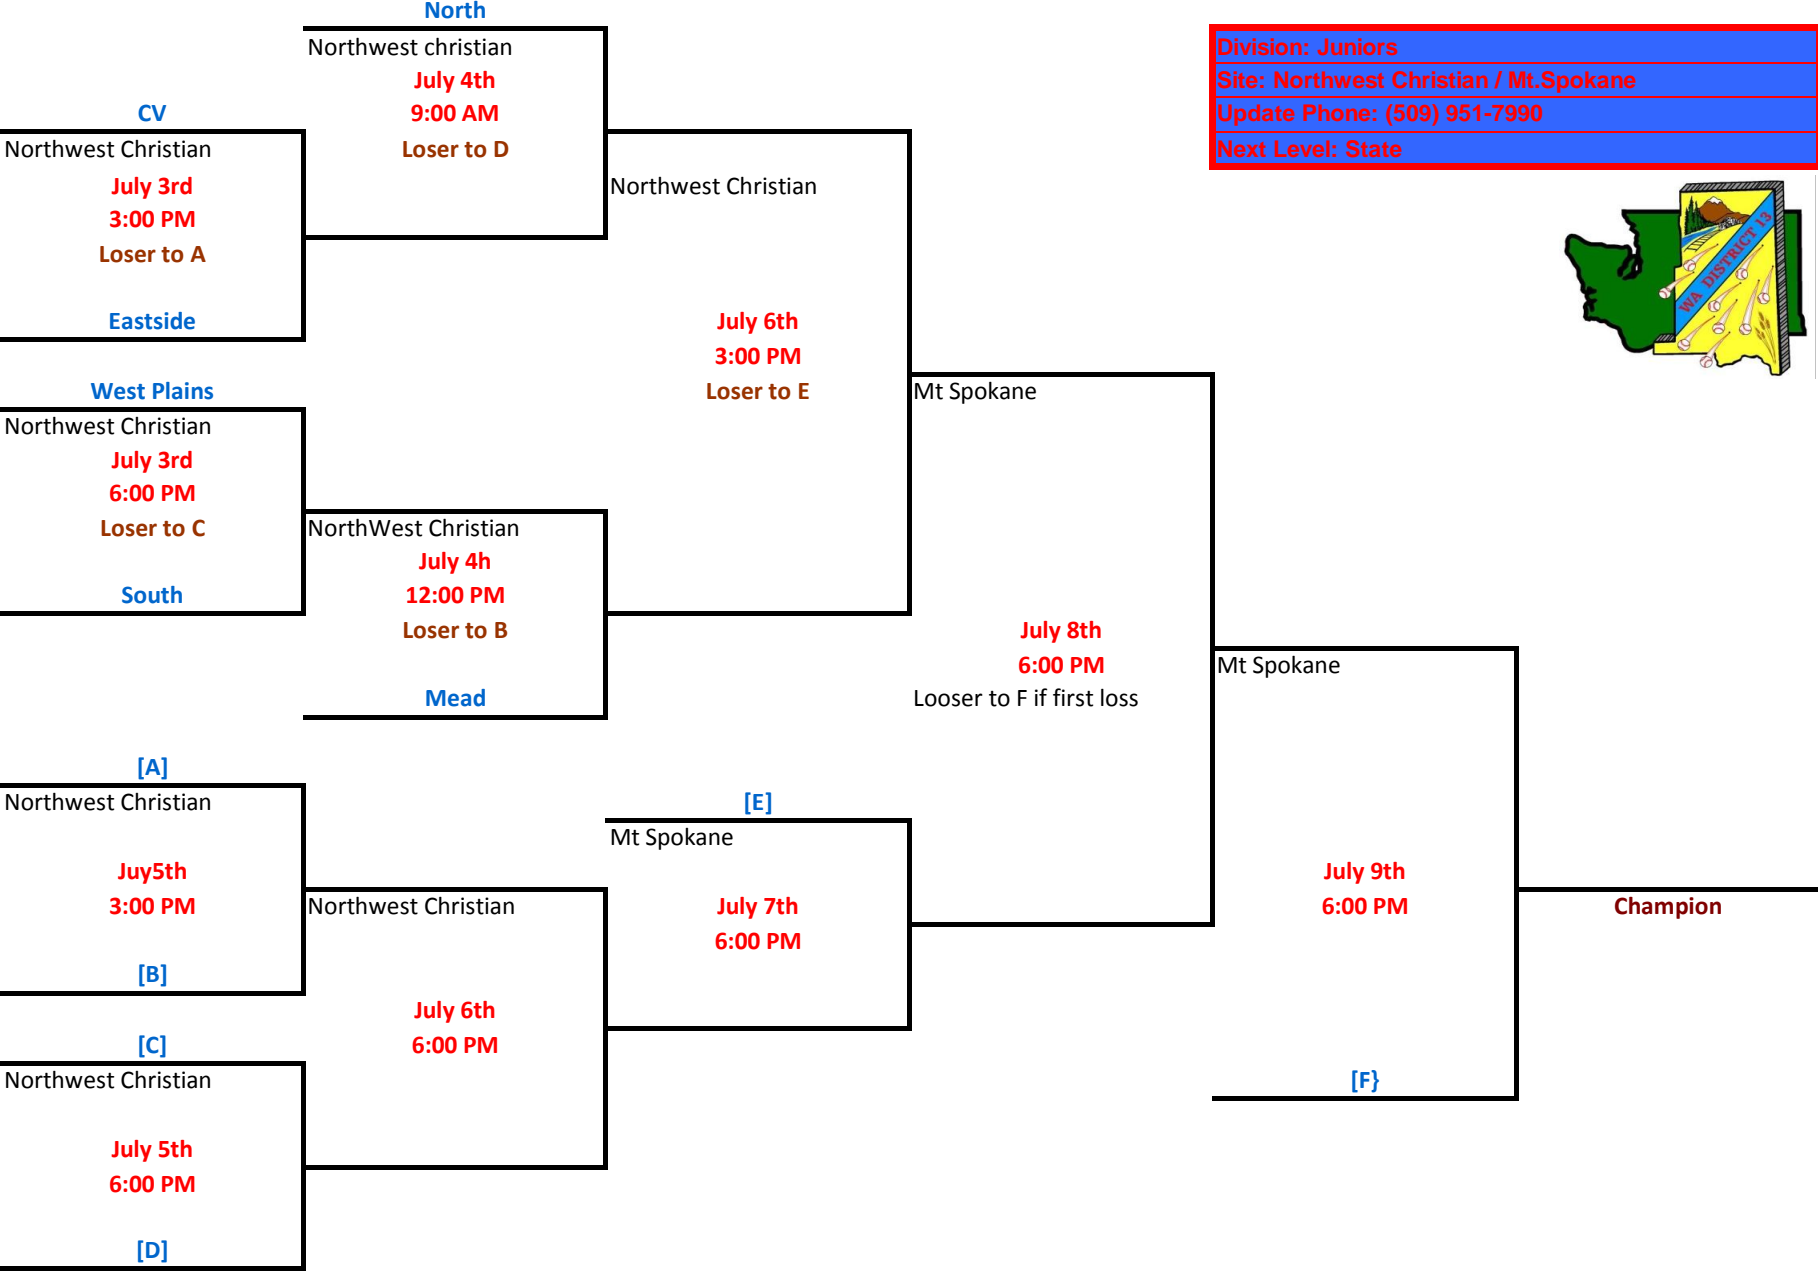 North
Northwest christian
July 4th
9:00 AM
Loser to D
Division: Juniors
Site: Northwest Christian / Mt.Spokane
Update Phone: (509) 951-7990
Next Level: State
WA DISTRICT 13
CV
Northwest Christian
July 3rd
3:00 PM
Loser to A
Eastside
Northwest Christian
July 6th
3:00 PM
Loser to E
West Plains
Northwest Christian
July 3rd
6:00 PM
Loser to C
South
NorthWest Christian
July 4h
12:00 PM
Loser to B
Mead
Mt Spokane
July 8th
6:00 PM
Looser to F if first loss
Mt Spokane
July 9th
6:00 PM
[F}
Champion
[A]
Northwest Christian
Juy5th
3:00 PM
[B]
Northwest Christian
July 6th
6:00 PM
[E]
Mt Spokane
July 7th
6:00 PM
[C]
Northwest Christian
July 5th
6:00 PM
[D]